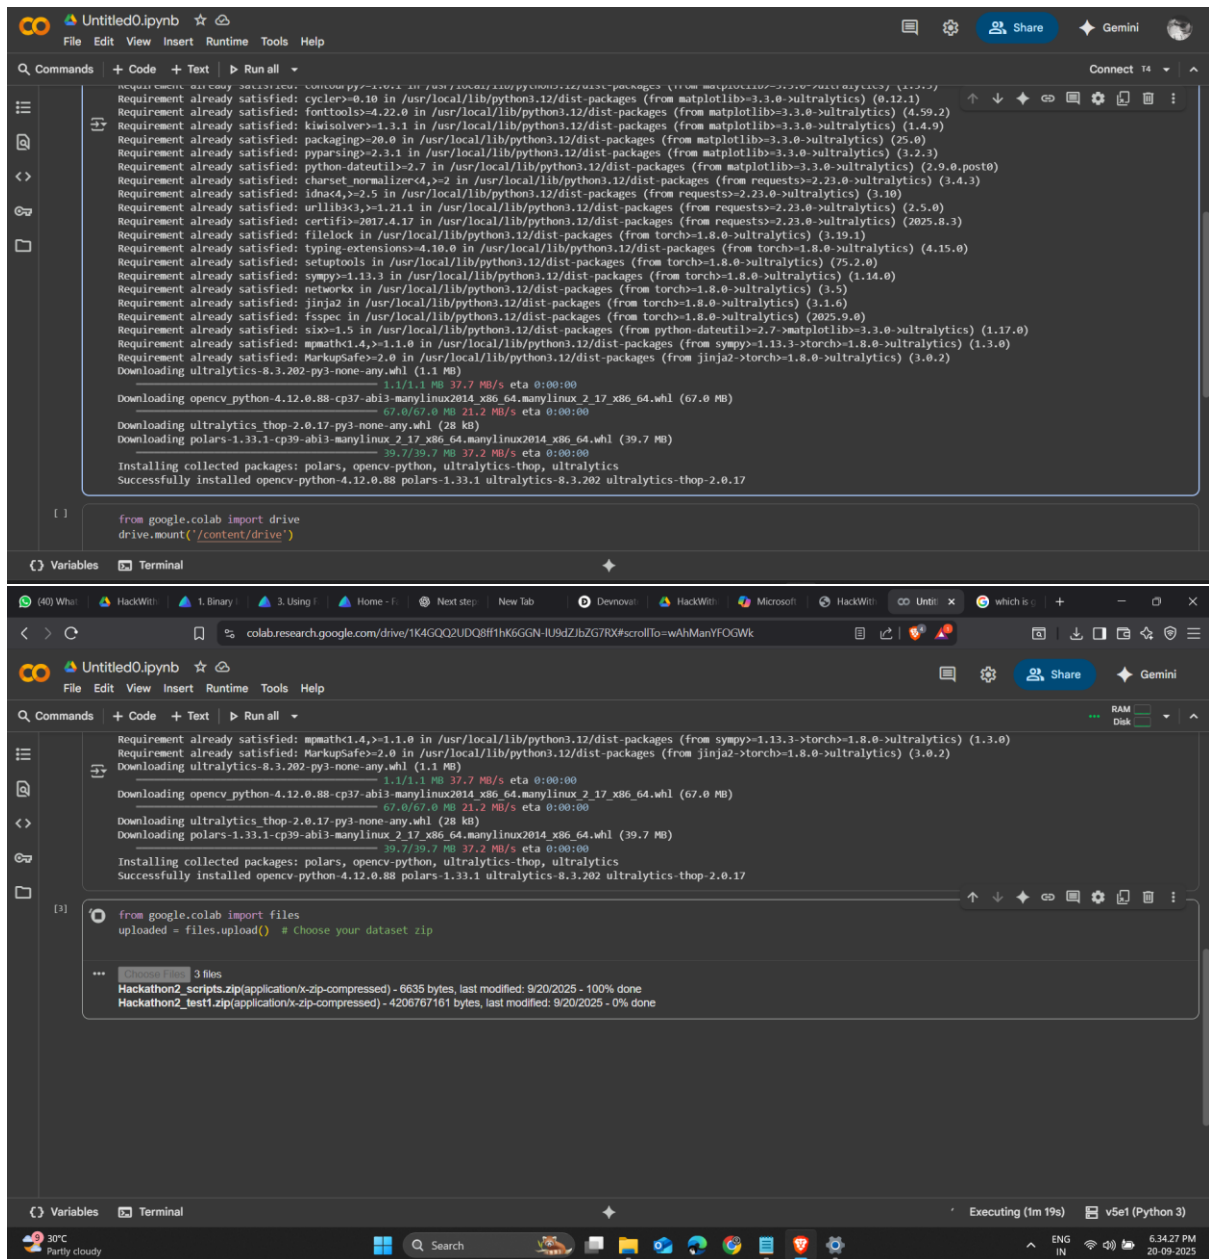 Untitled0.ipynb
File Edit View Insert Runtime Tools Help
Share
Gemini
Commands + Code + Text Run all
Connect T4
Requirement already satisfied: contourpy>=1.0.1 in /usr/local/lib/python3.12/dist-packages (from matplotlib>=3.3.0->ultralytics) (1.3.3)
Requirement already satisfied: cycler>=0.10 in /usr/local/lib/python3.12/dist-packages (from matplotlib>=3.3.0->ultralytics) (0.12.1)
Requirement already satisfied: fonttools>=4.22.0 in /usr/local/lib/python3.12/dist-packages (from matplotlib>=3.3.0->ultralytics) (4.59.2)
Requirement already satisfied: kiwisolver>=1.3.1 in /usr/local/lib/python3.12/dist-packages (from matplotlib>=3.3.0->ultralytics) (1.4.9)
Requirement already satisfied: packaging>=20.0 in /usr/local/lib/python3.12/dist-packages (from matplotlib>=3.3.0->ultralytics) (25.0)
Requirement already satisfied: pyparsing>=2.3.1 in /usr/local/lib/python3.12/dist-packages (from matplotlib>=3.3.0->ultralytics) (3.2.3)
Requirement already satisfied: python-dateutil>=2.7 in /usr/local/lib/python3.12/dist-packages (from matplotlib>=3.3.0->ultralytics) (2.9.0.post0)
Requirement already satisfied: charset_normalizer<4,>=2 in /usr/local/lib/python3.12/dist-packages (from requests>=2.23.0->ultralytics) (3.4.3)
Requirement already satisfied: idna<4,>=2.5 in /usr/local/lib/python3.12/dist-packages (from requests>=2.23.0->ultralytics) (3.10)
Requirement already satisfied: urllib3<3,>=1.21.1 in /usr/local/lib/python3.12/dist-packages (from requests>=2.23.0->ultralytics) (2.5.0)
Requirement already satisfied: certifi>=2017.4.17 in /usr/local/lib/python3.12/dist-packages (from requests>=2.23.0->ultralytics) (2025.8.3)
Requirement already satisfied: filelock in /usr/local/lib/python3.12/dist-packages (from torch>=1.8.0->ultralytics) (3.19.1)
Requirement already satisfied: typing-extensions>=4.10.0 in /usr/local/lib/python3.12/dist-packages (from torch>=1.8.0->ultralytics) (4.15.0)
Requirement already satisfied: setuptools in /usr/local/lib/python3.12/dist-packages (from torch>=1.8.0->ultralytics) (75.2.0)
Requirement already satisfied: sympy>=1.13.3 in /usr/local/lib/python3.12/dist-packages (from torch>=1.8.0->ultralytics) (1.14.0)
Requirement already satisfied: networkx in /usr/local/lib/python3.12/dist-packages (from torch>=1.8.0->ultralytics) (3.5)
Requirement already satisfied: jinja2 in /usr/local/lib/python3.12/dist-packages (from torch>=1.8.0->ultralytics) (3.1.6)
Requirement already satisfied: fsspec in /usr/local/lib/python3.12/dist-packages (from torch>=1.8.0->ultralytics) (2025.9.0)
Requirement already satisfied: six>=1.5 in /usr/local/lib/python3.12/dist-packages (from python-dateutil>=2.7->matplotlib>=3.3.0->ultralytics) (1.17.0)
Requirement already satisfied: mpmath<1.4,>=1.1.0 in /usr/local/lib/python3.12/dist-packages (from sympy>=1.13.3->torch>=1.8.0->ultralytics) (1.3.0)
Requirement already satisfied: MarkupSafe>=2.0 in /usr/local/lib/python3.12/dist-packages (from jinja2->torch>=1.8.0->ultralytics) (3.0.2)
Downloading ultralytics-8.3.202-py3-none-any.whl (1.1 MB)
1.1/1.1 MB 37.7 MB/s eta 0:00:00
Downloading opencv_python-4.12.0.88-cp37-abi3-manylinux2014_x86_64.manylinux_2_17_x86_64.whl (67.0 MB)
67.0/67.0 MB 21.2 MB/s eta 0:00:00
Downloading ultralytics_thop-2.0.17-py3-none-any.whl (28 kB)
Downloading polars-1.33.1-cp39-abi3-manylinux_2_17_x86_64.manylinux2014_x86_64.whl (39.7 MB)
39.7/39.7 MB 37.2 MB/s eta 0:00:00
Installing collected packages: polars, opencv-python, ultralytics-thop, ultralytics
Successfully installed opencv-python-4.12.0.88 polars-1.33.1 ultralytics-8.3.202 ultralytics-thop-2.0.17
[ ] from google.colab import drive
drive.mount('/content/drive')
{} Variables Terminal
(40) What HackWith 1. Binary 3. Using F Home - Fo Next step New Tab Devnovat HackWith Microsoft HackWith Untit which is g
colab.research.google.com/drive/1K4GQQ2UDQ8ff1hK6GGN-lU9dZJbZG7RX#scrollTo=wAhManYFOGWk
Untitled0.ipynb
File Edit View Insert Runtime Tools Help
Share
Gemini
Commands + Code + Text Run all
RAM
Disk
Requirement already satisfied: mpmath<1.4,>=1.1.0 in /usr/local/lib/python3.12/dist-packages (from sympy>=1.13.3->torch>=1.8.0->ultralytics) (1.3.0)
Requirement already satisfied: MarkupSafe>=2.0 in /usr/local/lib/python3.12/dist-packages (from jinja2->torch>=1.8.0->ultralytics) (3.0.2)
Downloading ultralytics-8.3.202-py3-none-any.whl (1.1 MB)
1.1/1.1 MB 37.7 MB/s eta 0:00:00
Downloading opencv_python-4.12.0.88-cp37-abi3-manylinux2014_x86_64.manylinux_2_17_x86_64.whl (67.0 MB)
67.0/67.0 MB 21.2 MB/s eta 0:00:00
Downloading ultralytics_thop-2.0.17-py3-none-any.whl (28 kB)
Downloading polars-1.33.1-cp39-abi3-manylinux_2_17_x86_64.manylinux2014_x86_64.whl (39.7 MB)
39.7/39.7 MB 37.2 MB/s eta 0:00:00
Installing collected packages: polars, opencv-python, ultralytics-thop, ultralytics
Successfully installed opencv-python-4.12.0.88 polars-1.33.1 ultralytics-8.3.202 ultralytics-thop-2.0.17
[3] from google.colab import files
uploaded = files.upload() # Choose your dataset zip
Choose Files 3 files
Hackathon2_scripts.zip(application/x-zip-compressed) - 6635 bytes, last modified: 9/20/2025 - 100% done
Hackathon2_test1.zip(application/x-zip-compressed) - 4206767161 bytes, last modified: 9/20/2025 - 0% done
{} Variables Terminal
Executing (1m 19s) v5e1 (Python 3)
9 30°C
Partly cloudy
Search
ENG
IN
6.34.27 PM
20-09-2025